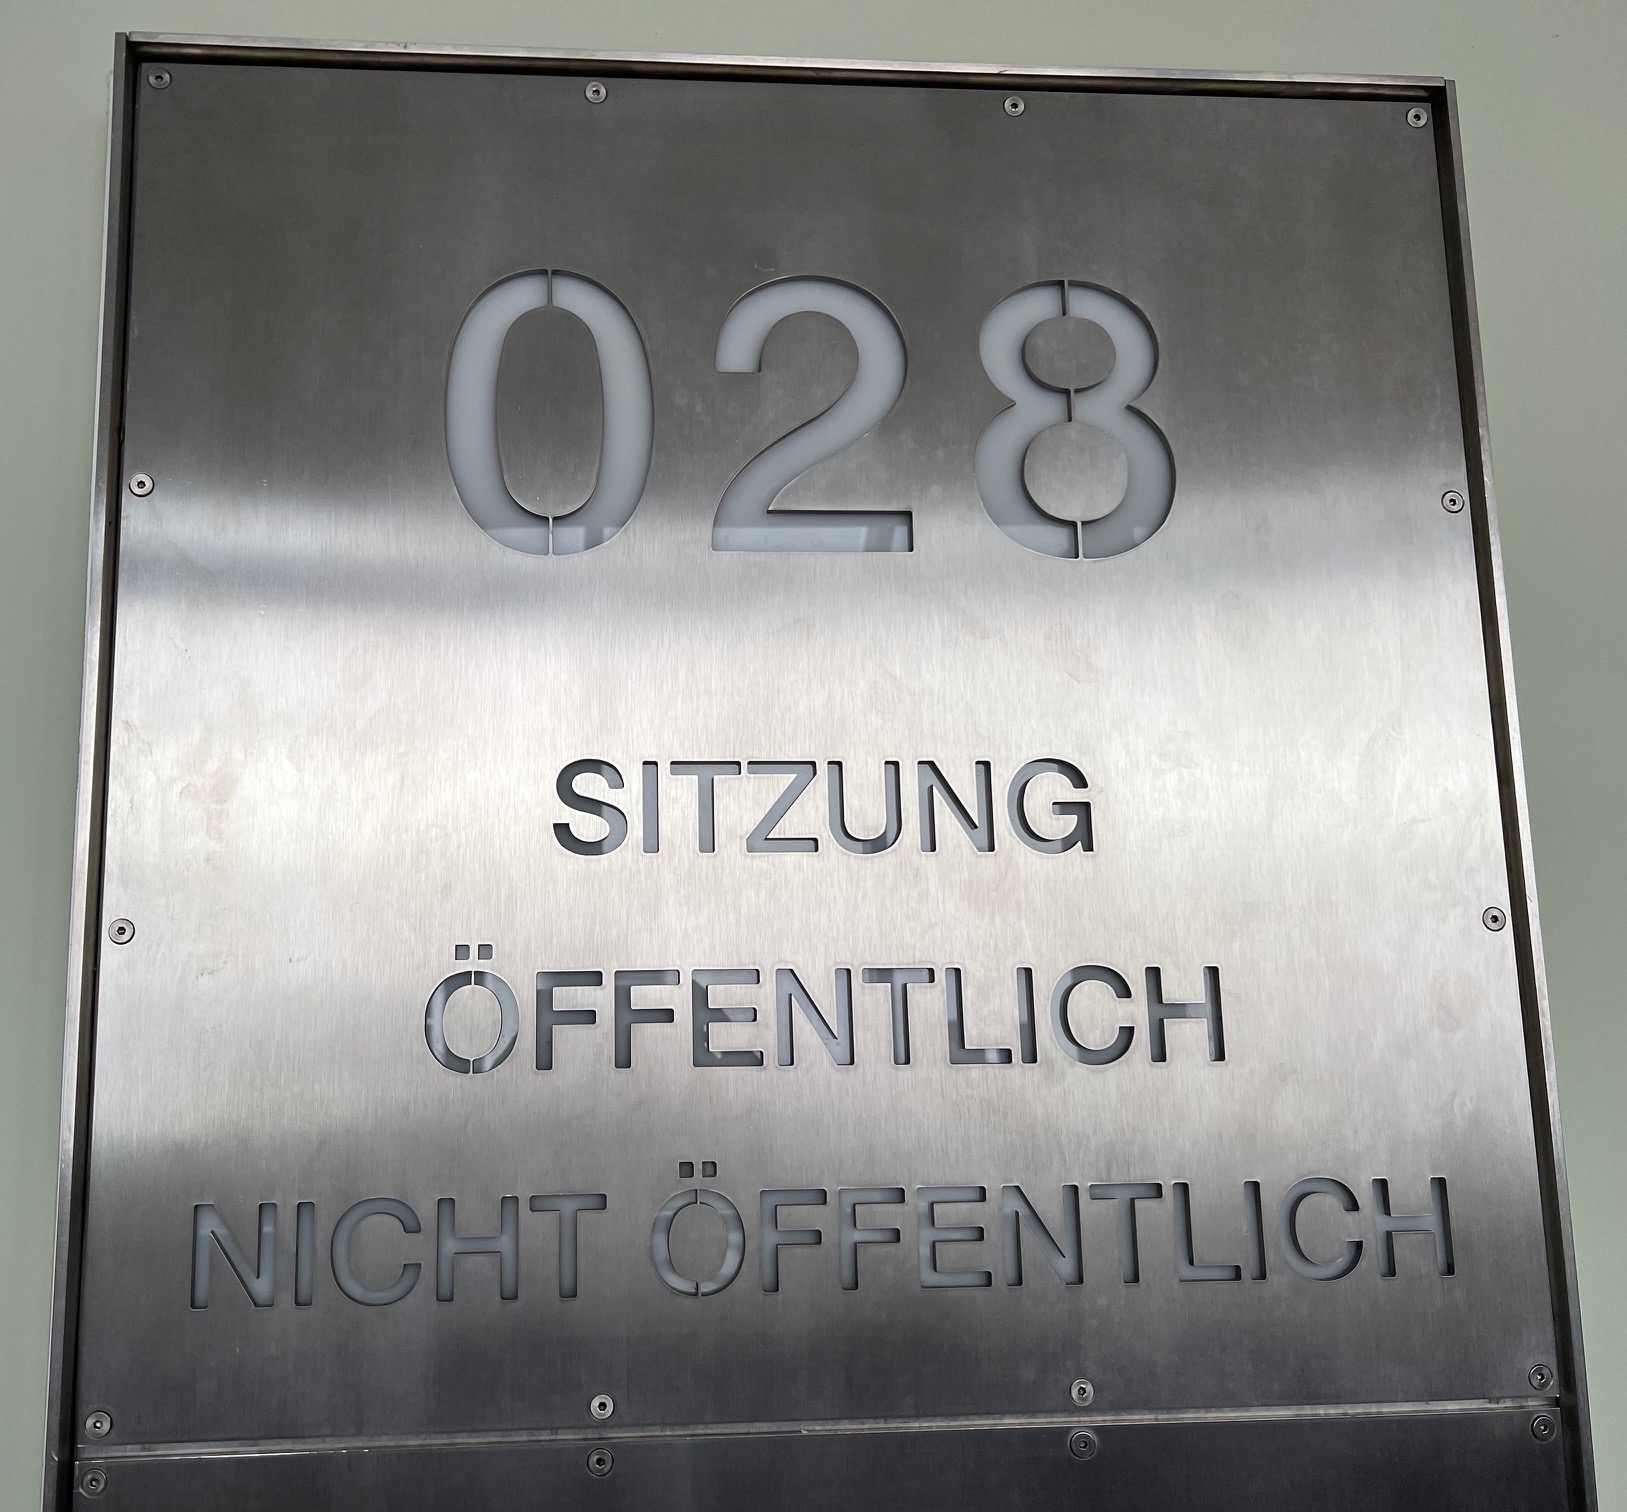 028
SITZUNG
ÖFFENTLICH
NICHT ÖFFENTLICH